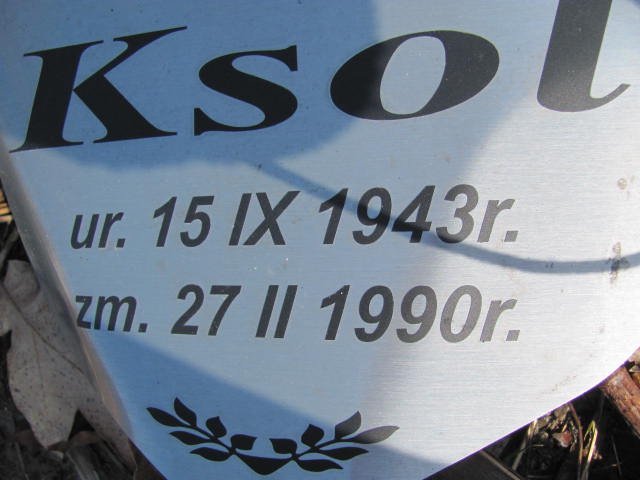 Ksol
ur. 15 IX 1943r.
zm. 27 II 1990r.